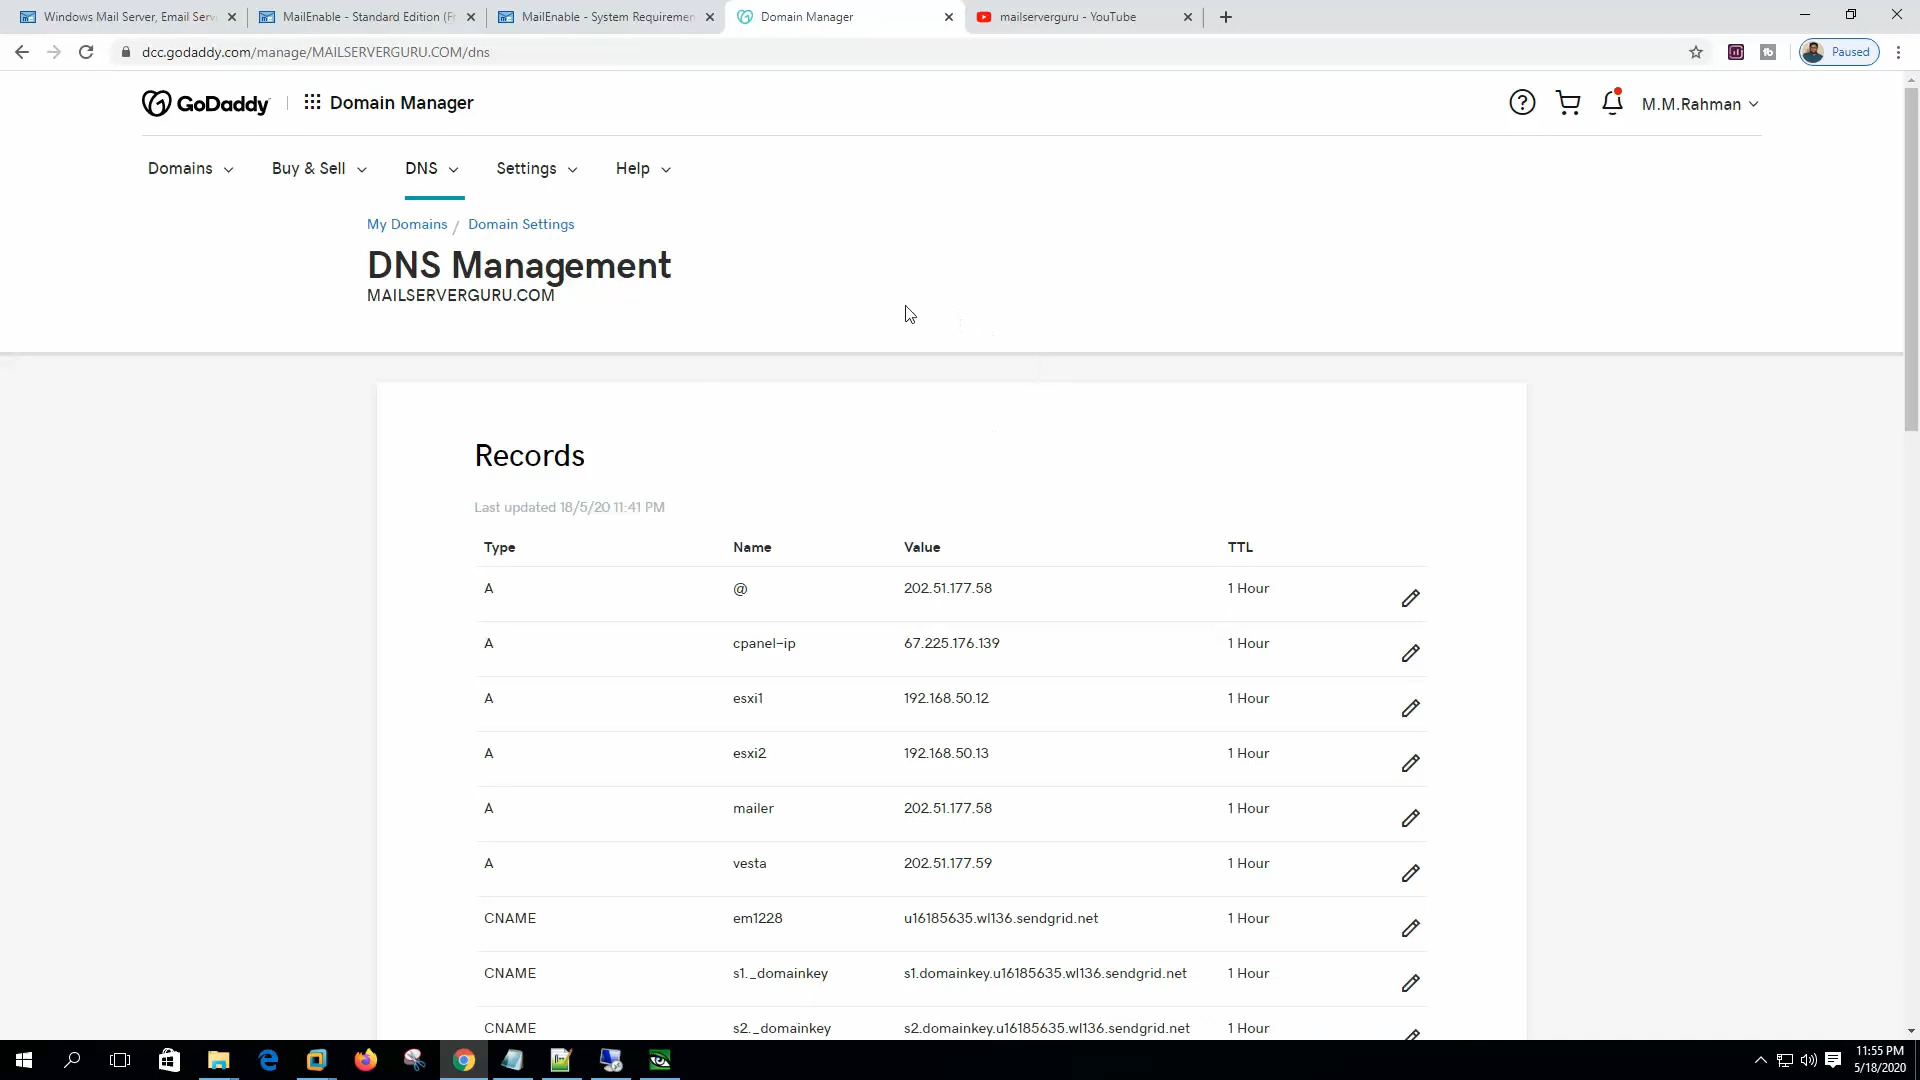 Windows Mail Server, Email Serv
MailEnable - Standard Edition (Fr
MailEnable - System Requiremen
Domain Manager
mailserverguru - YouTube
dcc.godaddy.com/manage/MAILSERVERGURU.COM/dns
Paused
GoDaddy
Domain Manager
M.M.Rahman
Domains
Buy & Sell
DNS
Settings
Help
My Domains / Domain Settings
DNS Management
MAILSERVERGURU.COM
Records
Last updated 18/5/20 11:41 PM
Type Name Value TTL
A @ 202.51.177.58 1 Hour
A cpanel-ip 67.225.176.139 1 Hour
A esxi1 192.168.50.12 1 Hour
A esxi2 192.168.50.13 1 Hour
A mailer 202.51.177.58 1 Hour
A vesta 202.51.177.59 1 Hour
CNAME em1228 u16185635.wl136.sendgrid.net 1 Hour
CNAME s1._domainkey s1.domainkey.u16185635.wl136.sendgrid.net 1 Hour
CNAME s2._domainkey s2.domainkey.u16185635.wl136.sendgrid.net 1 Hour
11:55 PM
5/18/2020